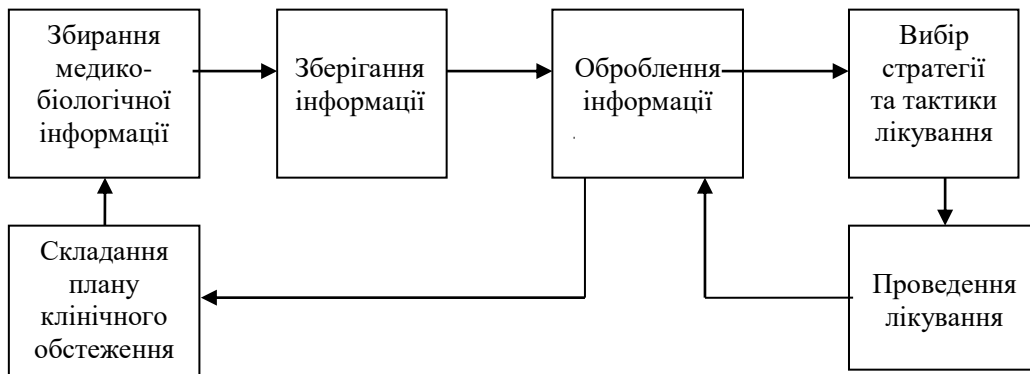 Збирання
медико-
біологічної
інформації
Зберігання
інформації
Оброблення
інформації
Вибір
стратегії
та тактики
лікування
Складання
плану
клінічного
обстеження
Проведення
лікування